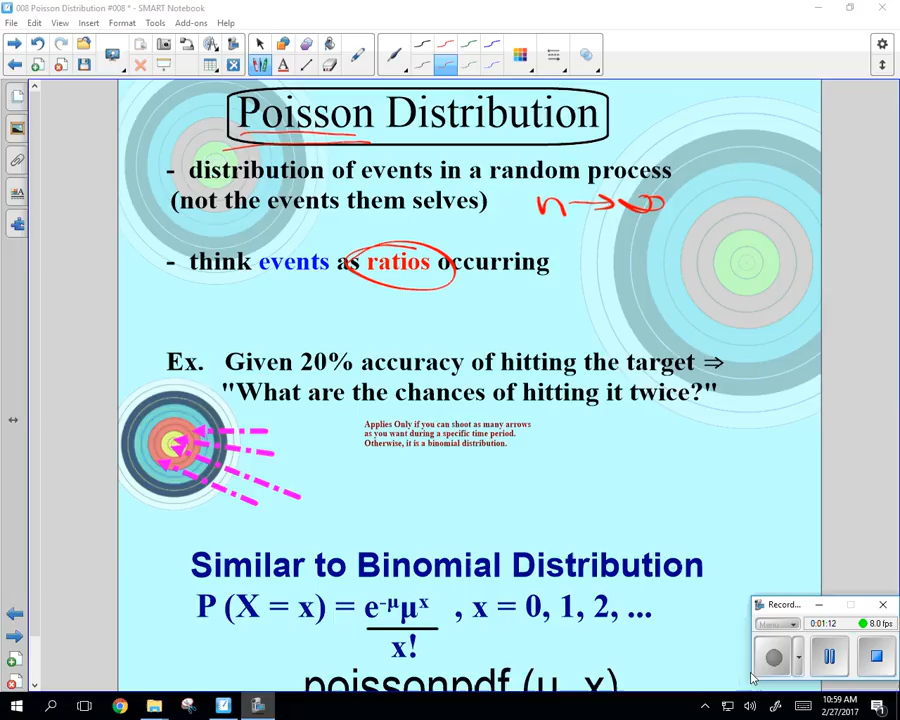 008 Poisson Distribution #008 * - SMART Notebook
File Edit View Insert Format Tools Add-ons Help
Poisson Distribution
- distribution of events in a random process
(not the events them selves)
n → ∞
- think events as ratios occurring
Ex. Given 20% accuracy of hitting the target ⇒
"What are the chances of hitting it twice?"
Applies Only if you can shoot as many arrows
as you want during a specific time period.
Otherwise, it is a binomial distribution.
Similar to Binomial Distribution
P (X = x) = e^-μ μ^x , x = 0, 1, 2, ...
x!
poissonpdf (μ, x)
Record...
Menu...
0:01:12
8.0 fps
10:59 AM
2/27/2017
1